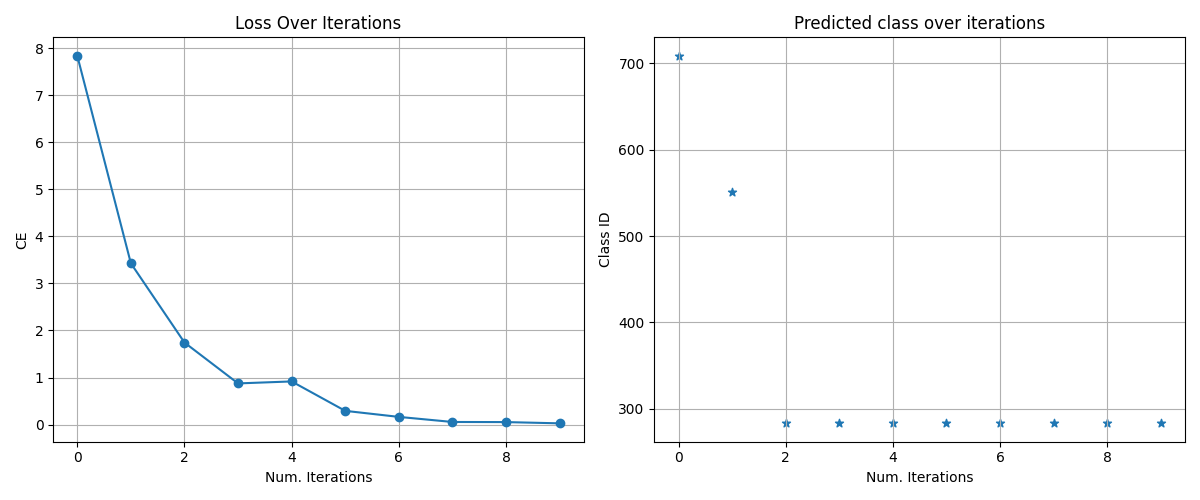 Loss Over Iterations
8
7
6
5
4
3
2
1
0
CE
0 2 4 6 8
Num. Iterations
Predicted class over iterations
700
600
500
400
300
Class ID
0 2 4 6 8
Num. Iterations